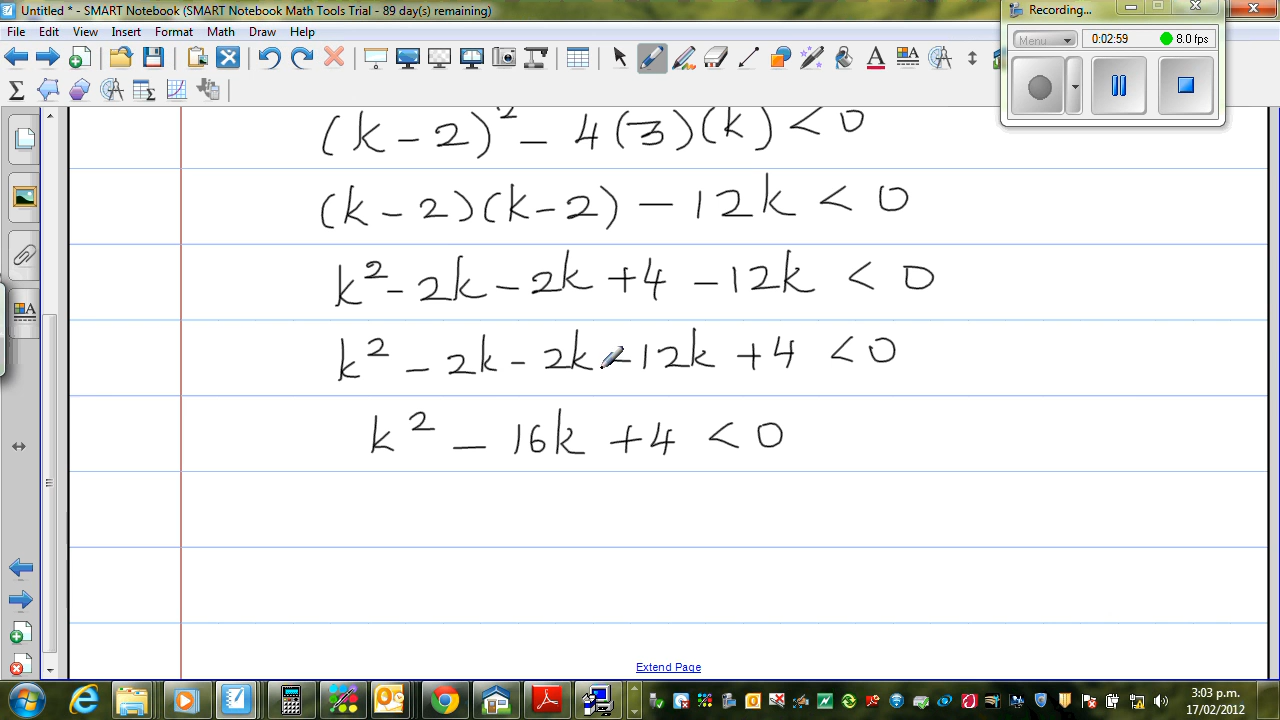 Untitled * - SMART Notebook (SMART Notebook Math Tools Trial - 89 day(s) remaining)
Recording...
File Edit View Insert Format Math Draw Help
Menu 0:02:59 8.0 fps
(k-2)² - 4(3)(k) < 0
(k-2)(k-2) - 12k < 0
k² - 2k - 2k + 4 - 12k < 0
k² - 2k - 2k - 12k + 4 < 0
k² - 16k + 4 < 0
Extend Page
3:03 p.m.
17/02/2012